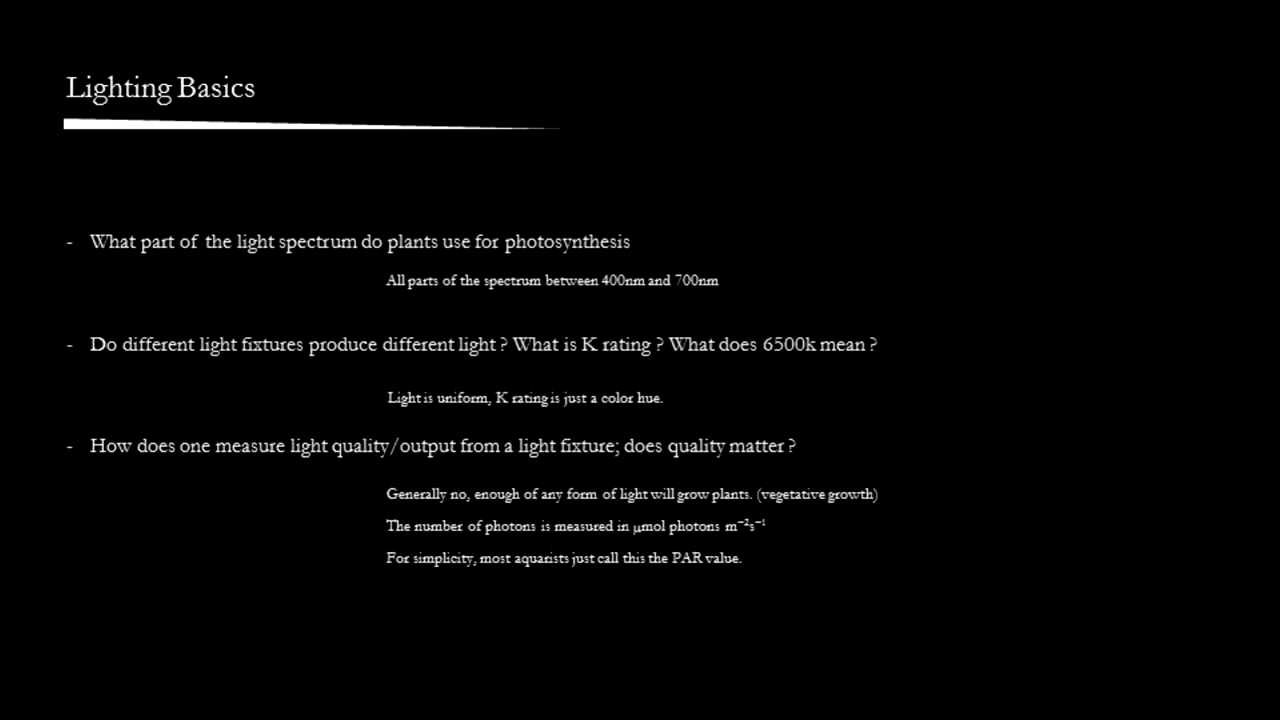 Lighting Basics
- What part of the light spectrum do plants use for photosynthesis
All parts of the spectrum between 400nm and 700nm
- Do different light fixtures produce different light ? What is K rating ? What does 6500k mean ?
Light is uniform, K rating is just a color hue.
- How does one measure light quality/output from a light fixture; does quality matter ?
Generally no, enough of any form of light will grow plants. (vegetative growth)
The number of photons is measured in μmol photons m⁻²s⁻¹
For simplicity, most aquarists just call this the PAR value.